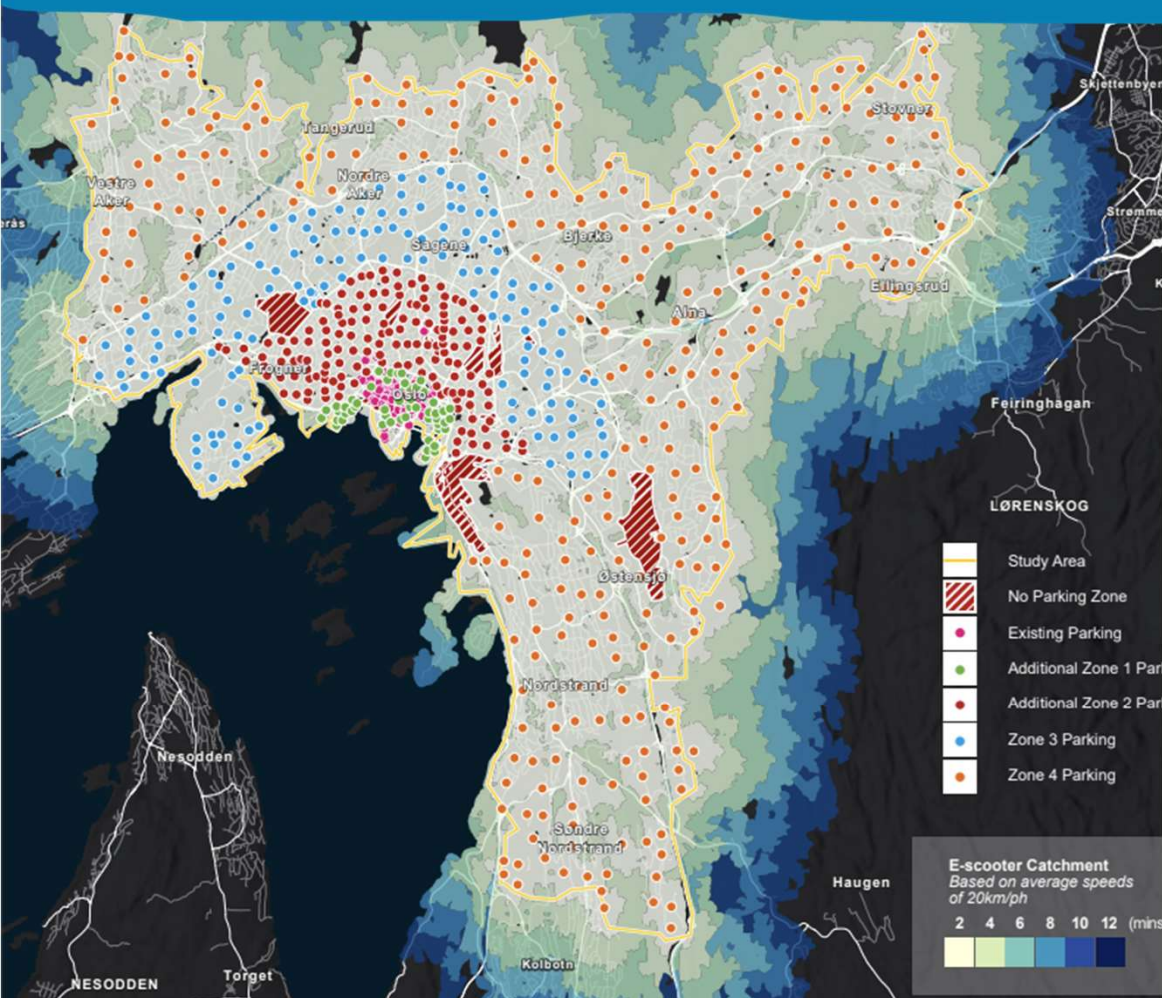 Skjettenbyen
Stovner
Tangerud
Nordre
Aker
Vestre
Aker
Strømme
erås
Sagene
Bjerke
Ellingsrud
K
Alna
Frogner
Oslo
Feiringhagan
LØRENSKOG
Study Area
No Parking Zone
Østensjø
Existing Parking
Additional Zone 1 Par
Nordstrand
Additional Zone 2 Par
Zone 3 Parking
Nesodden
Zone 4 Parking
Søndre
Nordstrand
E-scooter Catchment
Based on average speeds
of 20km/ph
Haugen
2 4 6 8 10 12 (mins
Kolbotn
Torget
NESODDEN